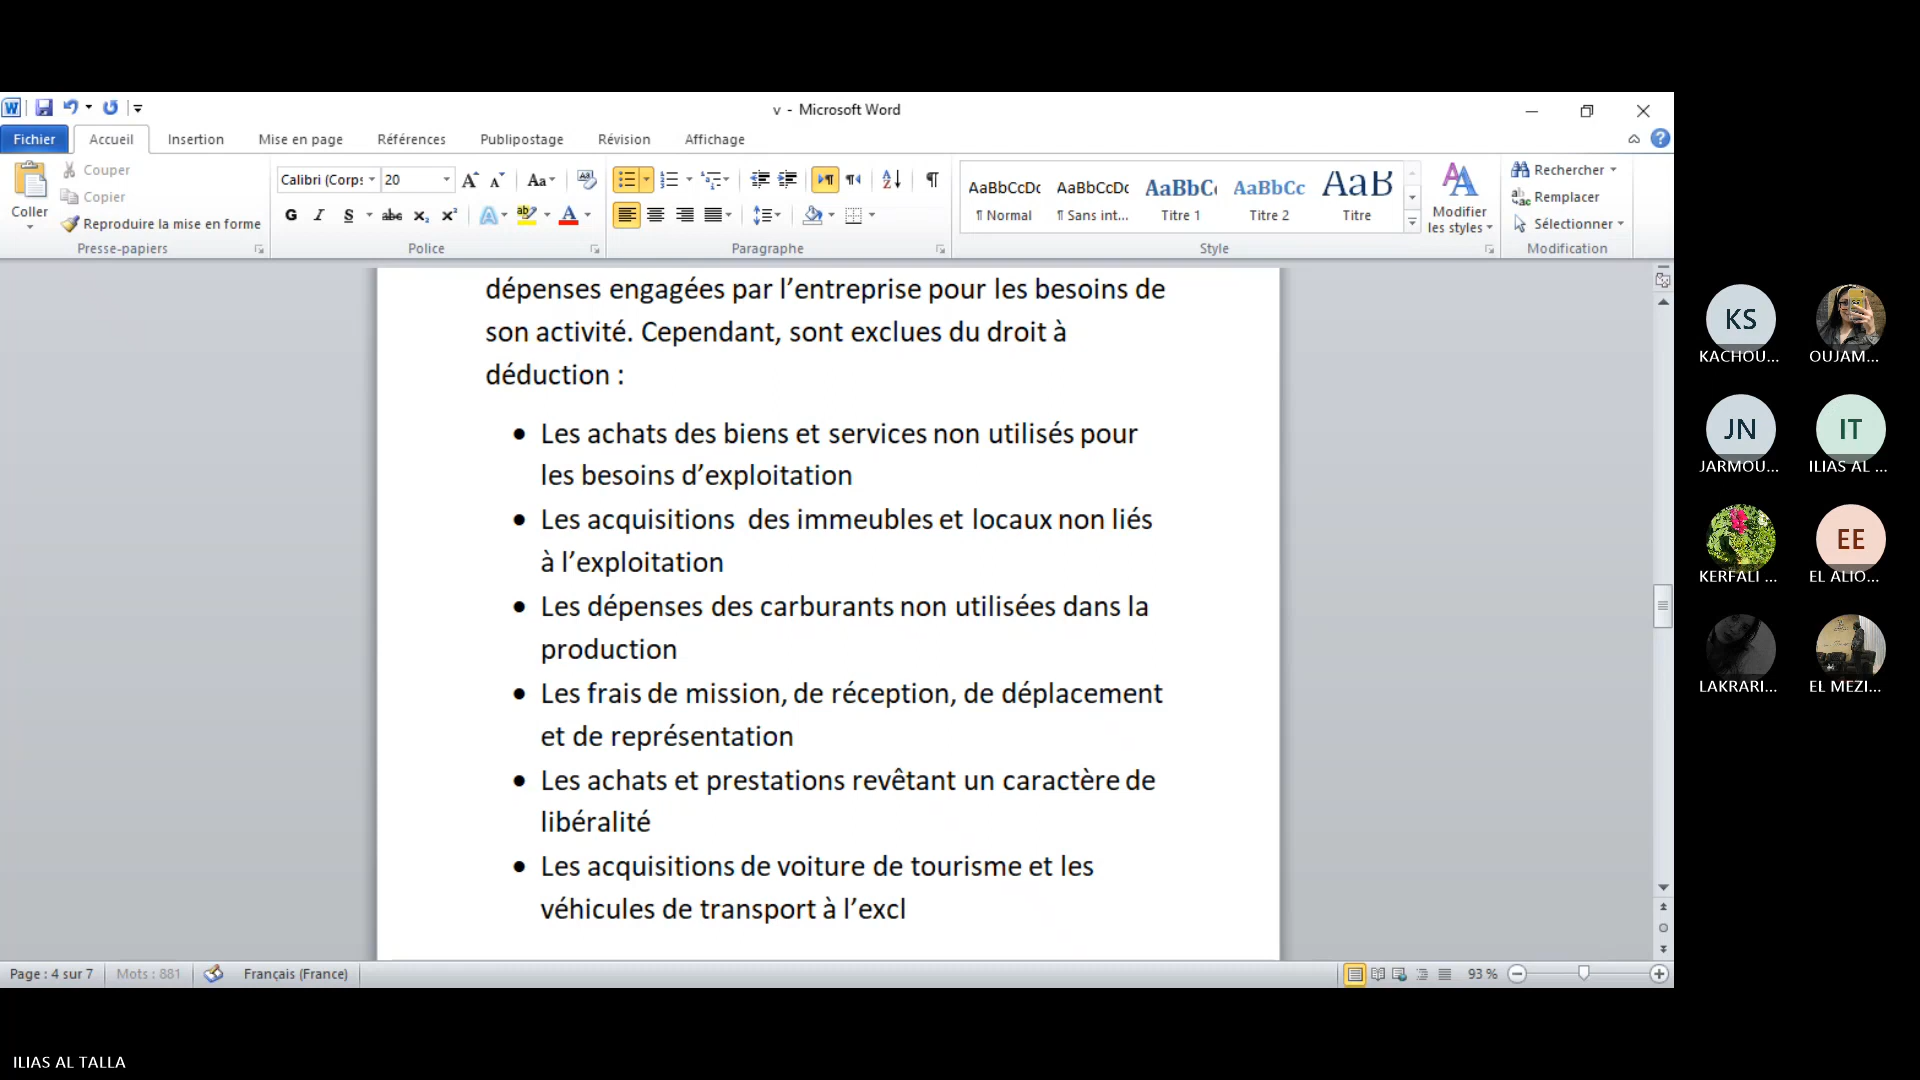 v - Microsoft Word
Fichier Accueil Insertion Mise en page Références Publipostage Révision Affichage
Coller
Couper
Copier
Reproduire la mise en forme
Presse-papiers
Calibri (Corps 20
Police
Paragraphe
AaBbCcDc AaBbCcDc AaBbC AaBbCc AaB
¶ Normal ¶ Sans int... Titre 1 Titre 2 Titre
Modifier
les styles
Style
Rechercher
Remplacer
Sélectionner
Modification
dépenses engagées par l’entreprise pour les besoins de
son activité. Cependant, sont exclues du droit à
déduction :
• Les achats des biens et services non utilisés pour
les besoins d’exploitation
• Les acquisitions des immeubles et locaux non liés
à l’exploitation
• Les dépenses des carburants non utilisées dans la
production
• Les frais de mission, de réception, de déplacement
et de représentation
• Les achats et prestations revêtant un caractère de
libéralité
• Les acquisitions de voiture de tourisme et les
véhicules de transport à l’excl
Page : 4 sur 7 Mots : 881 Français (France) 93 %
KS
KACHOU...
OUJAM...
JN
JARMOU...
IT
ILIAS AL ...
KERFALI ...
EE
EL ALIO...
LAKRARI...
EL MEZI...
ILIAS AL TALLA